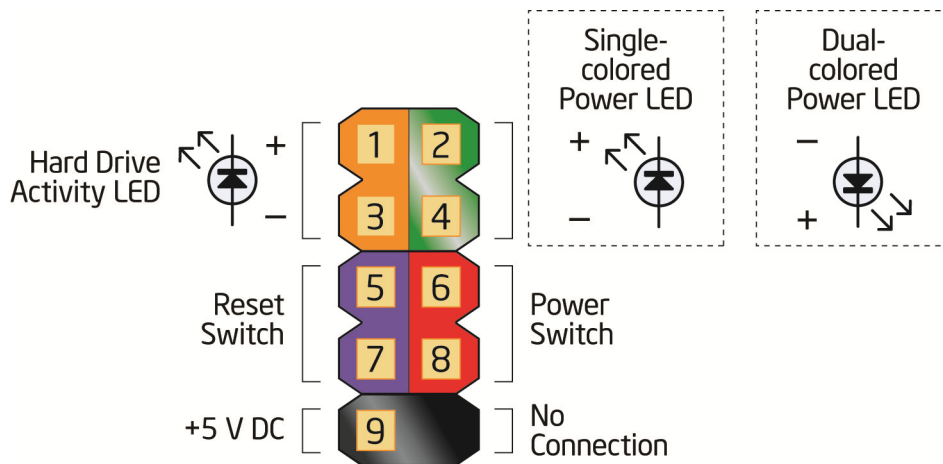 Single-
colored
Power LED
Dual-
colored
Power LED
Hard Drive
Activity LED
+
−
1
2
3
4
+
−
−
+
Reset
Switch
5
6
7
8
Power
Switch
+5 V DC
9
No
Connection